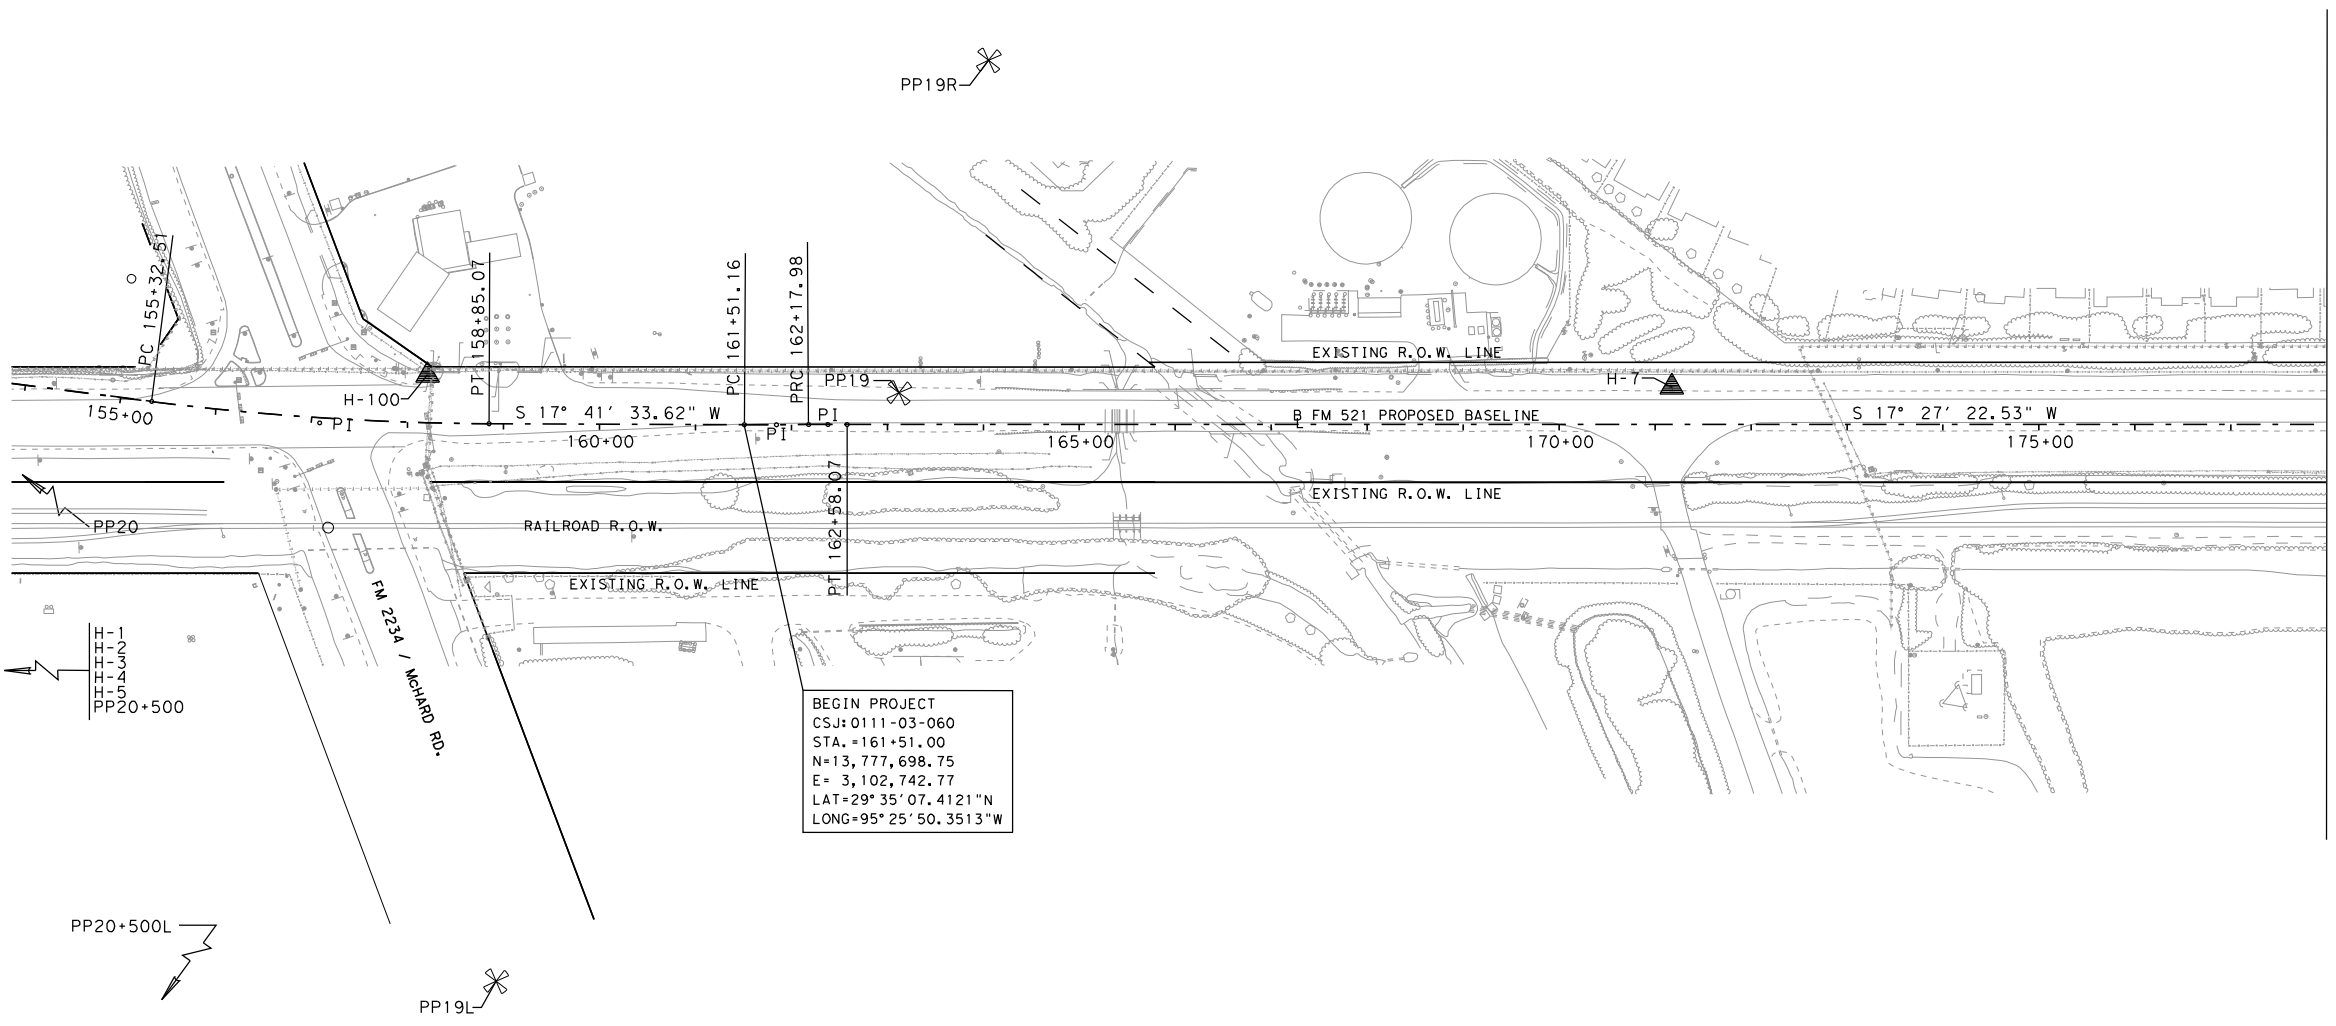 PP19R
PC 155+32.51
PT 158+85.07
PC 161+51.16
PRC 162+17.98
EXISTING R.O.W. LINE
PP19
H-7
H-100
155+00
PI
S 17° 41' 33.62" W
160+00
PI
PI
165+00
B FM 521 PROPOSED BASELINE
L
170+00
S 17° 27' 22.53" W
175+00
PT 162+58.07
EXISTING R.O.W. LINE
PP20
RAILROAD R.O.W.
EXISTING R.O.W. LINE
FM 2234 / McHARD RD.
H-1
H-2
H-3
H-4
H-5
PP20+500
BEGIN PROJECT
CSJ:0111-03-060
STA.=161+51.00
N=13,777,698.75
E= 3,102,742.77
LAT=29°35'07.4121"N
LONG=95°25'50.3513"W
PP20+500L
PP19L